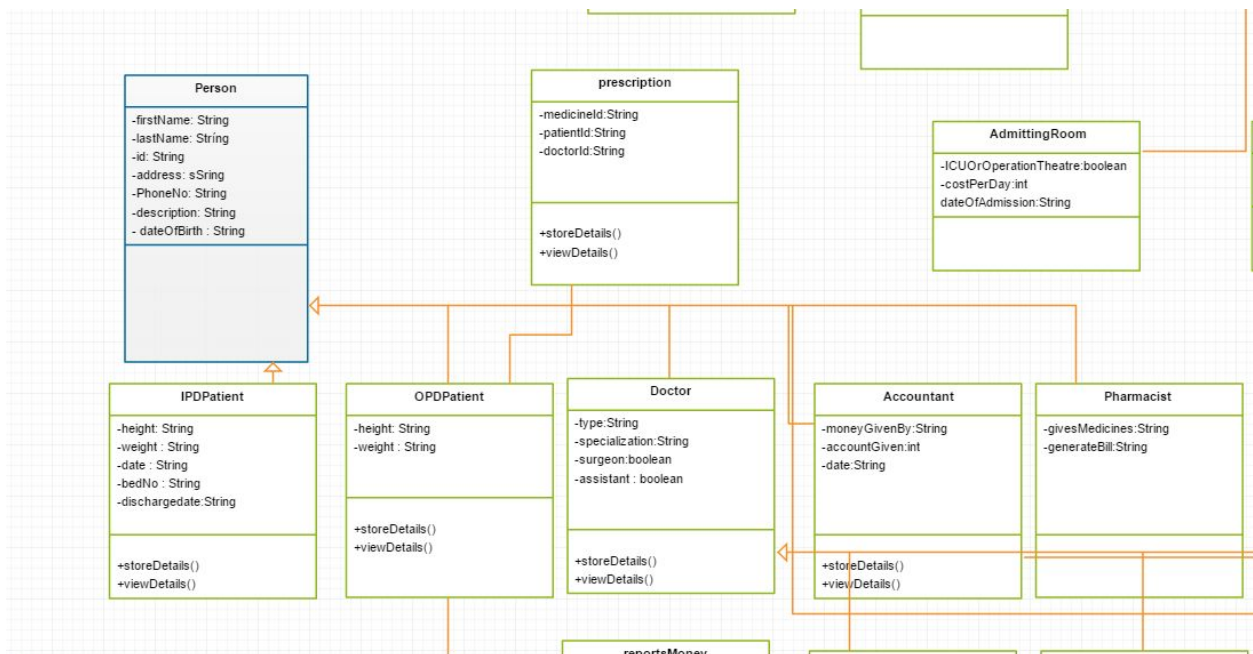 Person
-firstName: String
-lastName: Stríng
-id: String
-address: sSring
-PhoneNo: String
-description: String
- dateOfBirth : String
prescription
-medicineId:String
-patientId:String
-doctorId:String
+storeDetails()
+viewDetails()
AdmittingRoom
-ICUOrOperationTheatre:boolean
-costPerDay:int
dateOfAdmission:String
IPDPatient
-height: String
-weight : String
-date : String
-bedNo : String
-dischargedate:String
+storeDetails()
+viewDetails()
OPDPatient
-height: String
-weight : String
+storeDetails()
+viewDetails()
Doctor
-type:String
-specialization:String
-surgeon:boolean
-assistant : boolean
+storeDetails()
+viewDetails()
Accountant
-moneyGivenBy:String
-accountGiven:int
-date:String
+storeDetails()
+viewDetails()
Pharmacist
-givesMedicines:String
-generateBill:String
reportsMoney